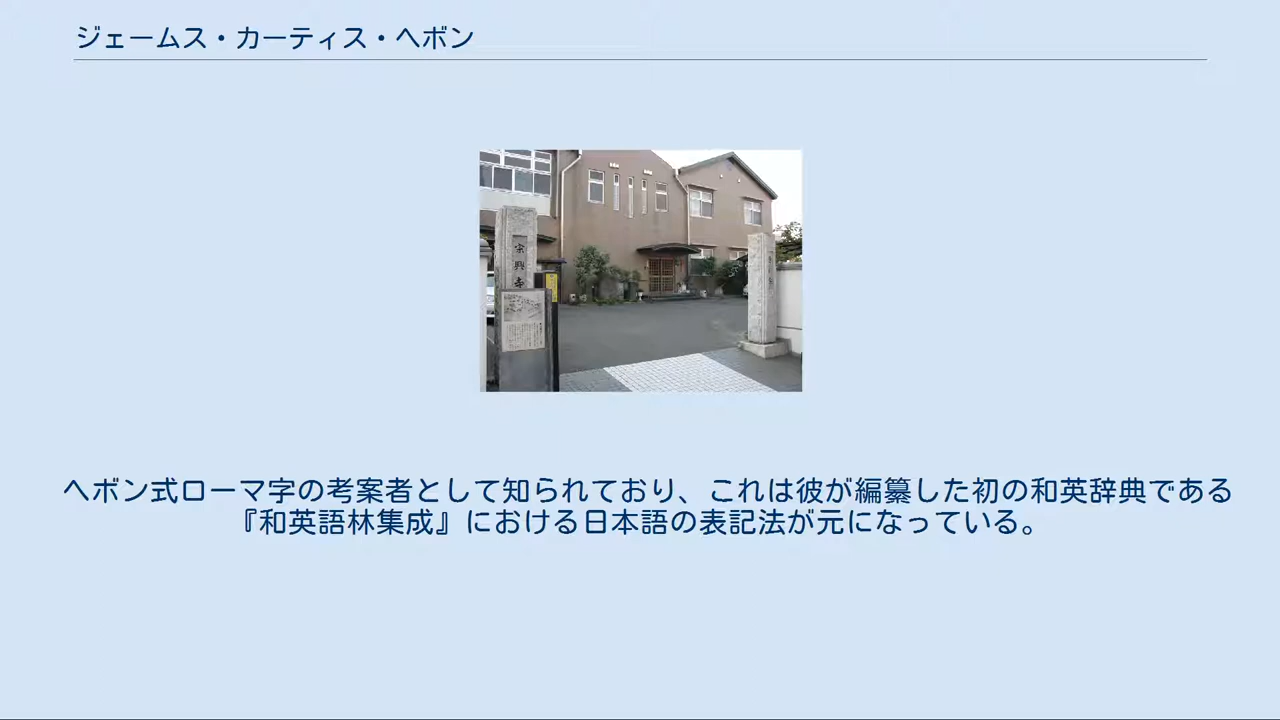 ジェームス・カーティス・ヘボン
宗興寺
ヘボン式ローマ字の考案者として知られており、これは彼が編纂した初の和英辞典である
『和英語林集成』における日本語の表記法が元になっている。